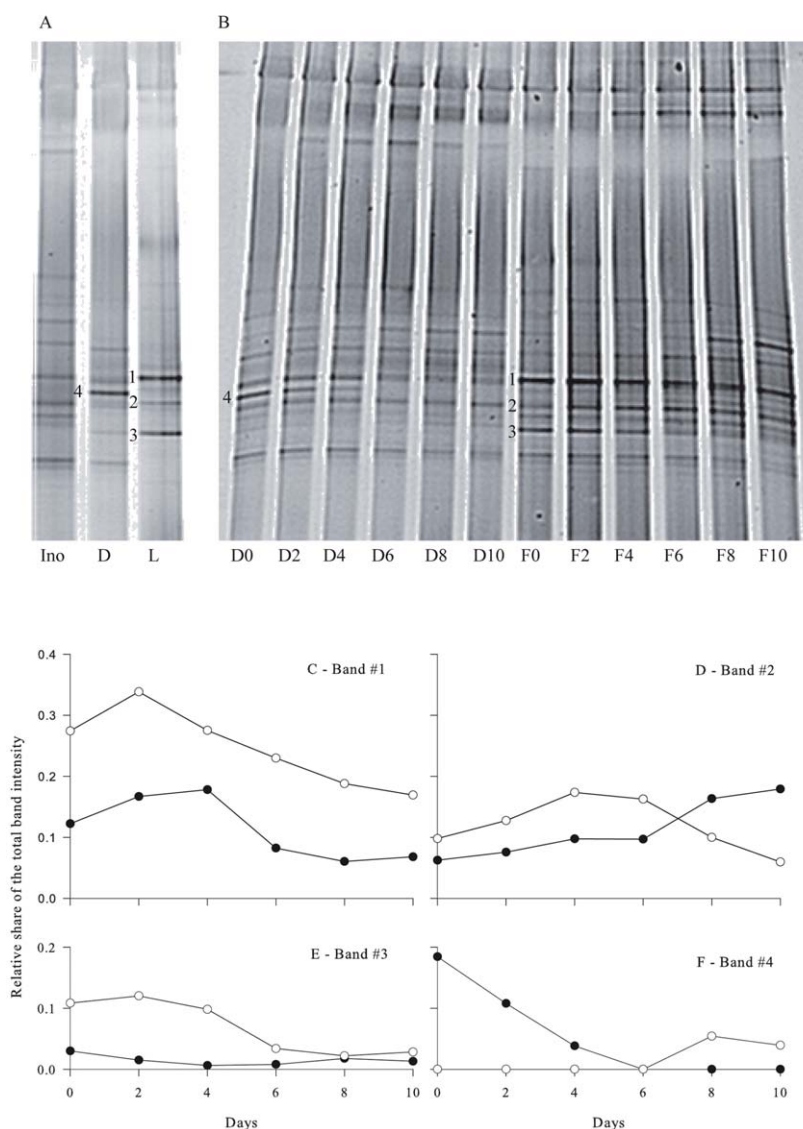 A B
4 1 2 3
4 1 2 3
Ino D L D0 D2 D4 D6 D8 D10 F0 F2 F4 F6 F8 F10
C - Band #1
D - Band #2
0.4
0.3
0.2
0.1
0.0
E - Band #3
F - Band #4
0.2
0.1
0.0
Relative share of the total band intensity
0 2 4 6 8 10 0 2 4 6 8 10
Days Days